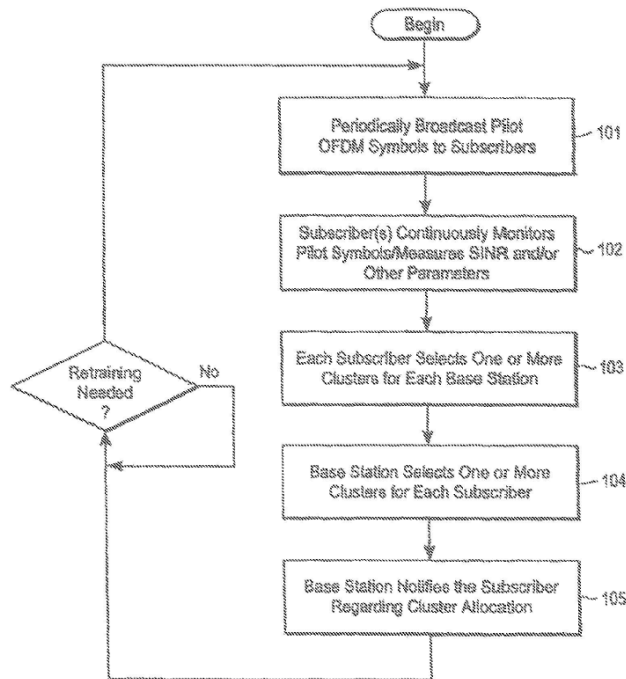 Begin
Periodically Broadcast Pilot
OFDM Symbols to Subscribers
101
Subscriber(s) Continuously Monitors
Pilot Symbols/Measures SINR and/or
Other Parameters
102
Each Subscriber Selects One or More
Clusters for Each Base Station
103
Retraining
Needed
?
No
Base Station Selects One or More
Clusters for Each Subscriber
104
Base Station Notifies the Subscriber
Regarding Cluster Allocation
105